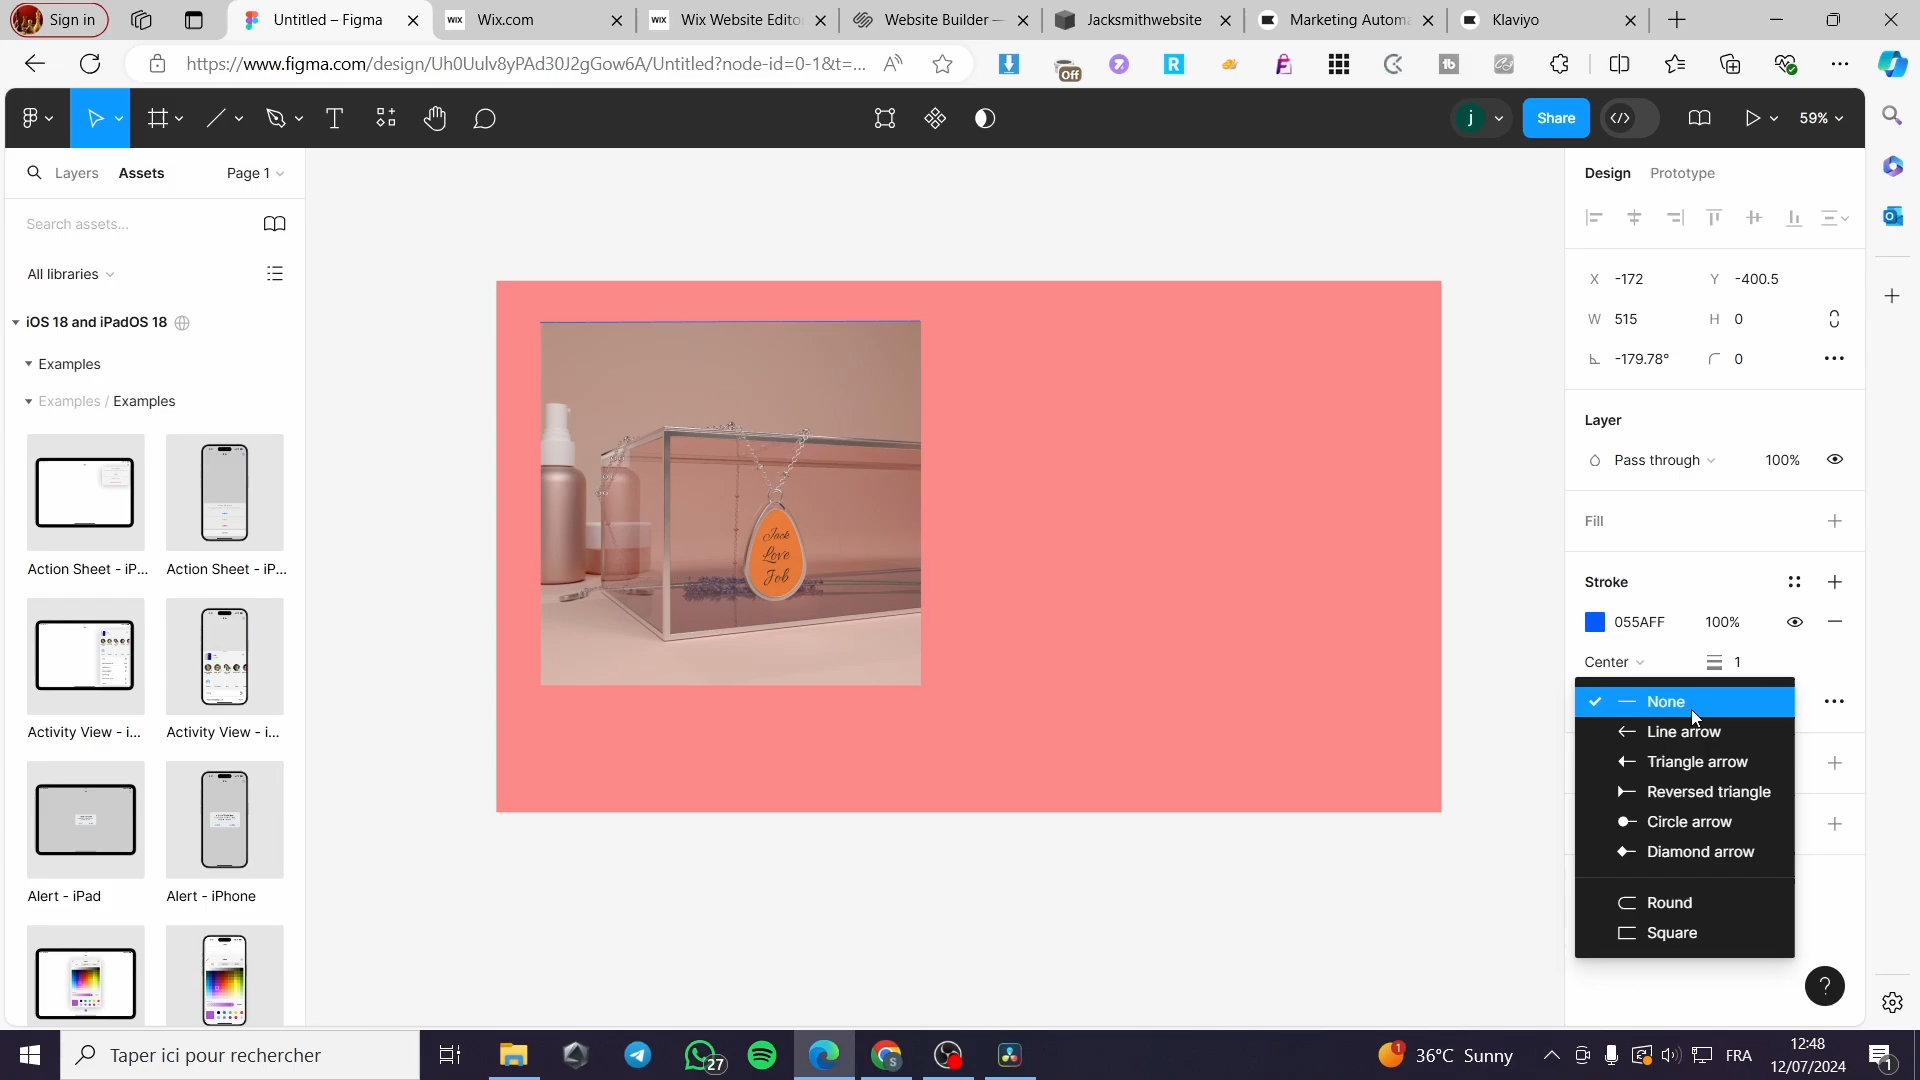 Sign in
Untitled – Figma
Wix.com
Wix Website Edito
Website Builder —
Jacksmithwebsite
Marketing Autom
Klaviyo
https://www.figma.com/design/Uh0Uulv8yPAd30J2gGow6A/Untitled?node-id=0-1&t=...
Off
j
Share
59%
Layers
Assets
Page 1
Design
Prototype
Search assets...
All libraries
X -172 Y -400.5
iOS 18 and iPadOS 18
W 515 H 0
Examples
-179.78° 0
Examples / Examples
Layer
Pass through 100%
Fill
Jack
Love
Job
Action Sheet - iP...
Action Sheet - iP...
Stroke
055AFF 100%
Center 1
None
Line arrow
Triangle arrow
Reversed triangle
Circle arrow
Diamond arrow
Round
Square
Activity View - i...
Activity View - i...
Alert - iPad
Alert - iPhone
?
Taper ici pour rechercher
27
1
36°C Sunny
FRA
12:48
12/07/2024
1